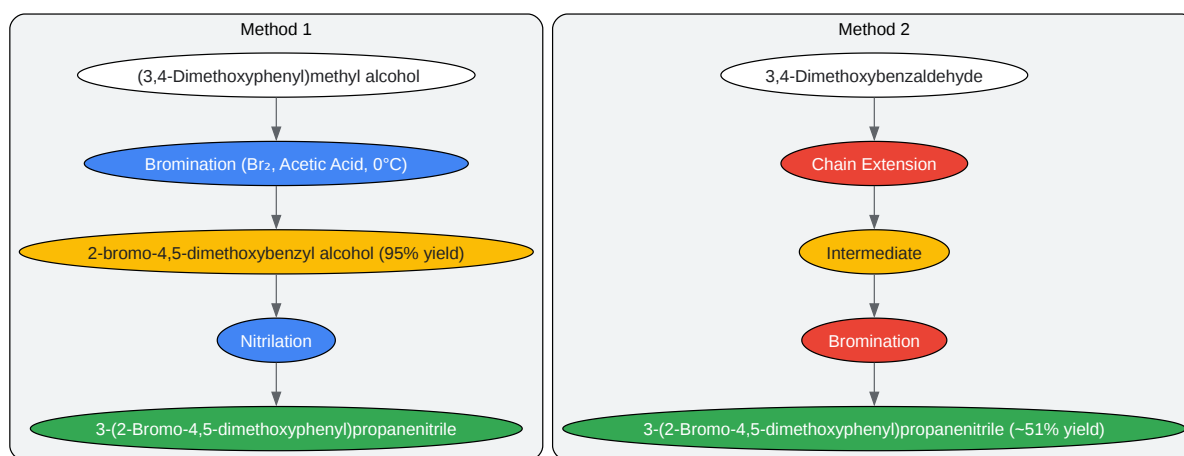 Method 1
(3,4-Dimethoxyphenyl)methyl alcohol
Bromination (Br₂, Acetic Acid, 0°C)
2-bromo-4,5-dimethoxybenzyl alcohol (95% yield)
Nitrilation
3-(2-Bromo-4,5-dimethoxyphenyl)propanenitrile
Method 2
3,4-Dimethoxybenzaldehyde
Chain Extension
Intermediate
Bromination
3-(2-Bromo-4,5-dimethoxyphenyl)propanenitrile (~51% yield)